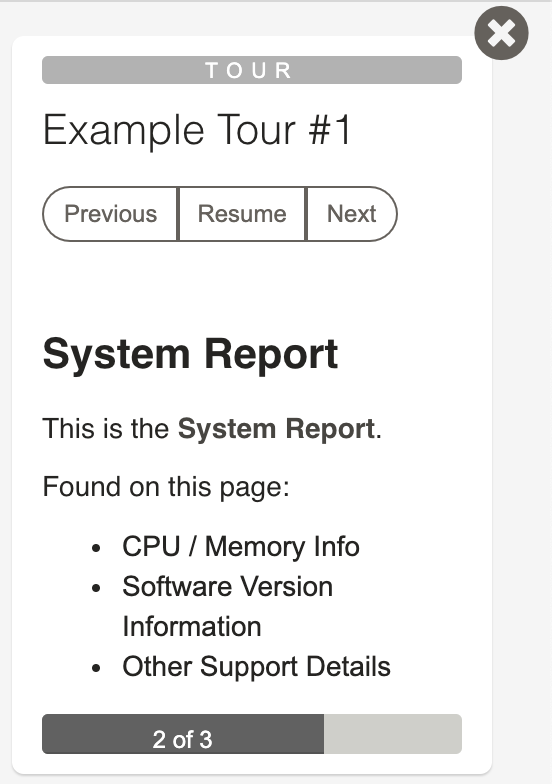 TOUR
Example Tour #1
Previous Resume Next
System Report
This is the System Report.
Found on this page:
• CPU / Memory Info
• Software Version
Information
• Other Support Details
2 of 3